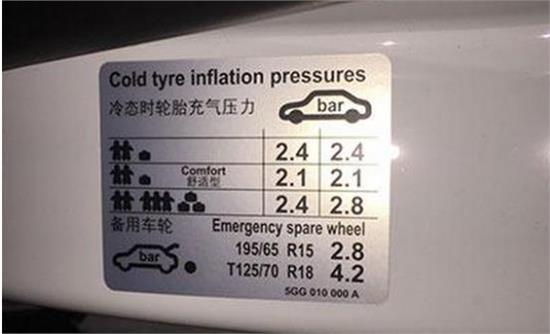 Cold tyre inflation pressures
冷态时轮胎充气压力 bar
2.4 2.4
Comfort
舒适型 2.1 2.1
2.4 2.8
备用车轮 Emergency spare wheel
195/65 R15 2.8
bar T125/70 R18 4.2
5GG 010 000 A